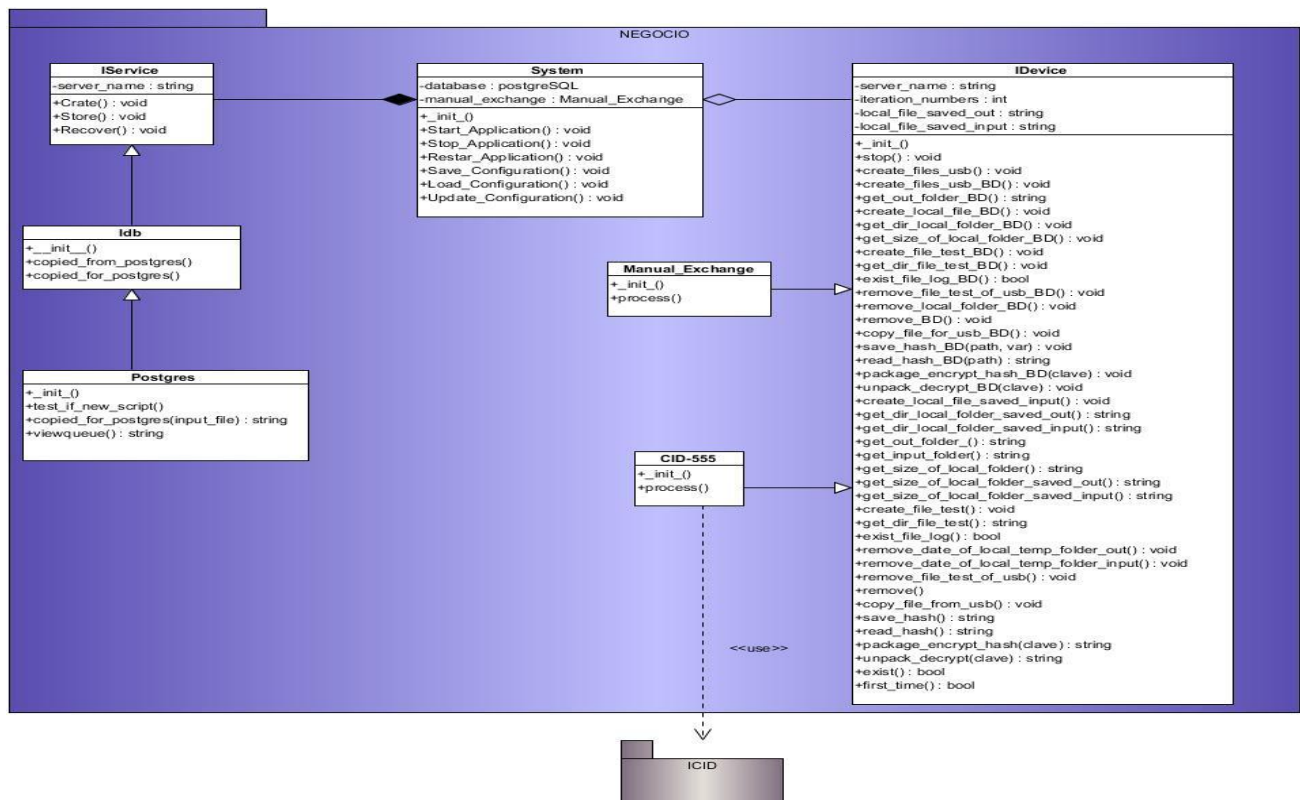 NEGOCIO
IService
-server_name : string
+Crate() : void
+Store() : void
+Recover() : void
System
-database : postgreSQL
-manual_exchange : Manual_Exchange
+_init_()
+Start_Application() : void
+Stop_Application() : void
+Restar_Application() : void
+Save_Configuration() : void
+Load_Configuration() : void
+Update_Configuration() : void
IDevice
-server_name : string
-iteration_numbers : int
-local_file_saved_out : string
-local_file_saved_input : string
+_init_()
+stop() : void
+create_files_usb() : void
+create_files_usb_BD() : void
+get_out_folder_BD() : string
+create_local_file_BD() : void
+get_dir_local_folder_BD() : void
+get_size_of_local_folder_BD() : void
+create_file_test_BD() : void
+get_dir_file_test_BD() : void
+exist_file_log_BD() : bool
+remove_file_test_of_usb_BD() : void
+remove_local_folder_BD() : void
+remove_BD() : void
+copy_file_for_usb_BD() : void
+save_hash_BD(path, var) : void
+read_hash_BD(path) : string
+package_encrypt_hash_BD(clave) : void
+unpack_decrypt_BD(clave) : void
+create_local_file_saved_input() : void
+get_dir_local_folder_saved_out() : string
+get_dir_local_folder_saved_input() : string
+get_out_folder_() : string
+get_input_folder() : string
+get_size_of_local_folder() : string
+get_size_of_local_folder_saved_out() : string
+get_size_of_local_folder_saved_input() : string
+create_file_test() : void
+get_dir_file_test() : string
+exist_file_log() : bool
+remove_date_of_local_temp_folder_out() : void
+remove_date_of_local_temp_folder_input() : void
+remove_file_test_of_usb() : void
+remove()
+copy_file_from_usb() : void
+save_hash() : string
+read_hash() : string
+package_encrypt_hash(clave) : string
+unpack_decrypt(clave) : string
+exist() : bool
+first_time() : bool
Idb
+__init__()
+copied_from_postgres()
+copied_for_postgres()
Manual_Exchange
+_init_()
+process()
Postgres
+_init_()
+test_if_new_script()
+copied_for_postgres(input_file) : string
+viewqueue() : string
CID-555
+_init_()
+process()
<<use>>
ICID